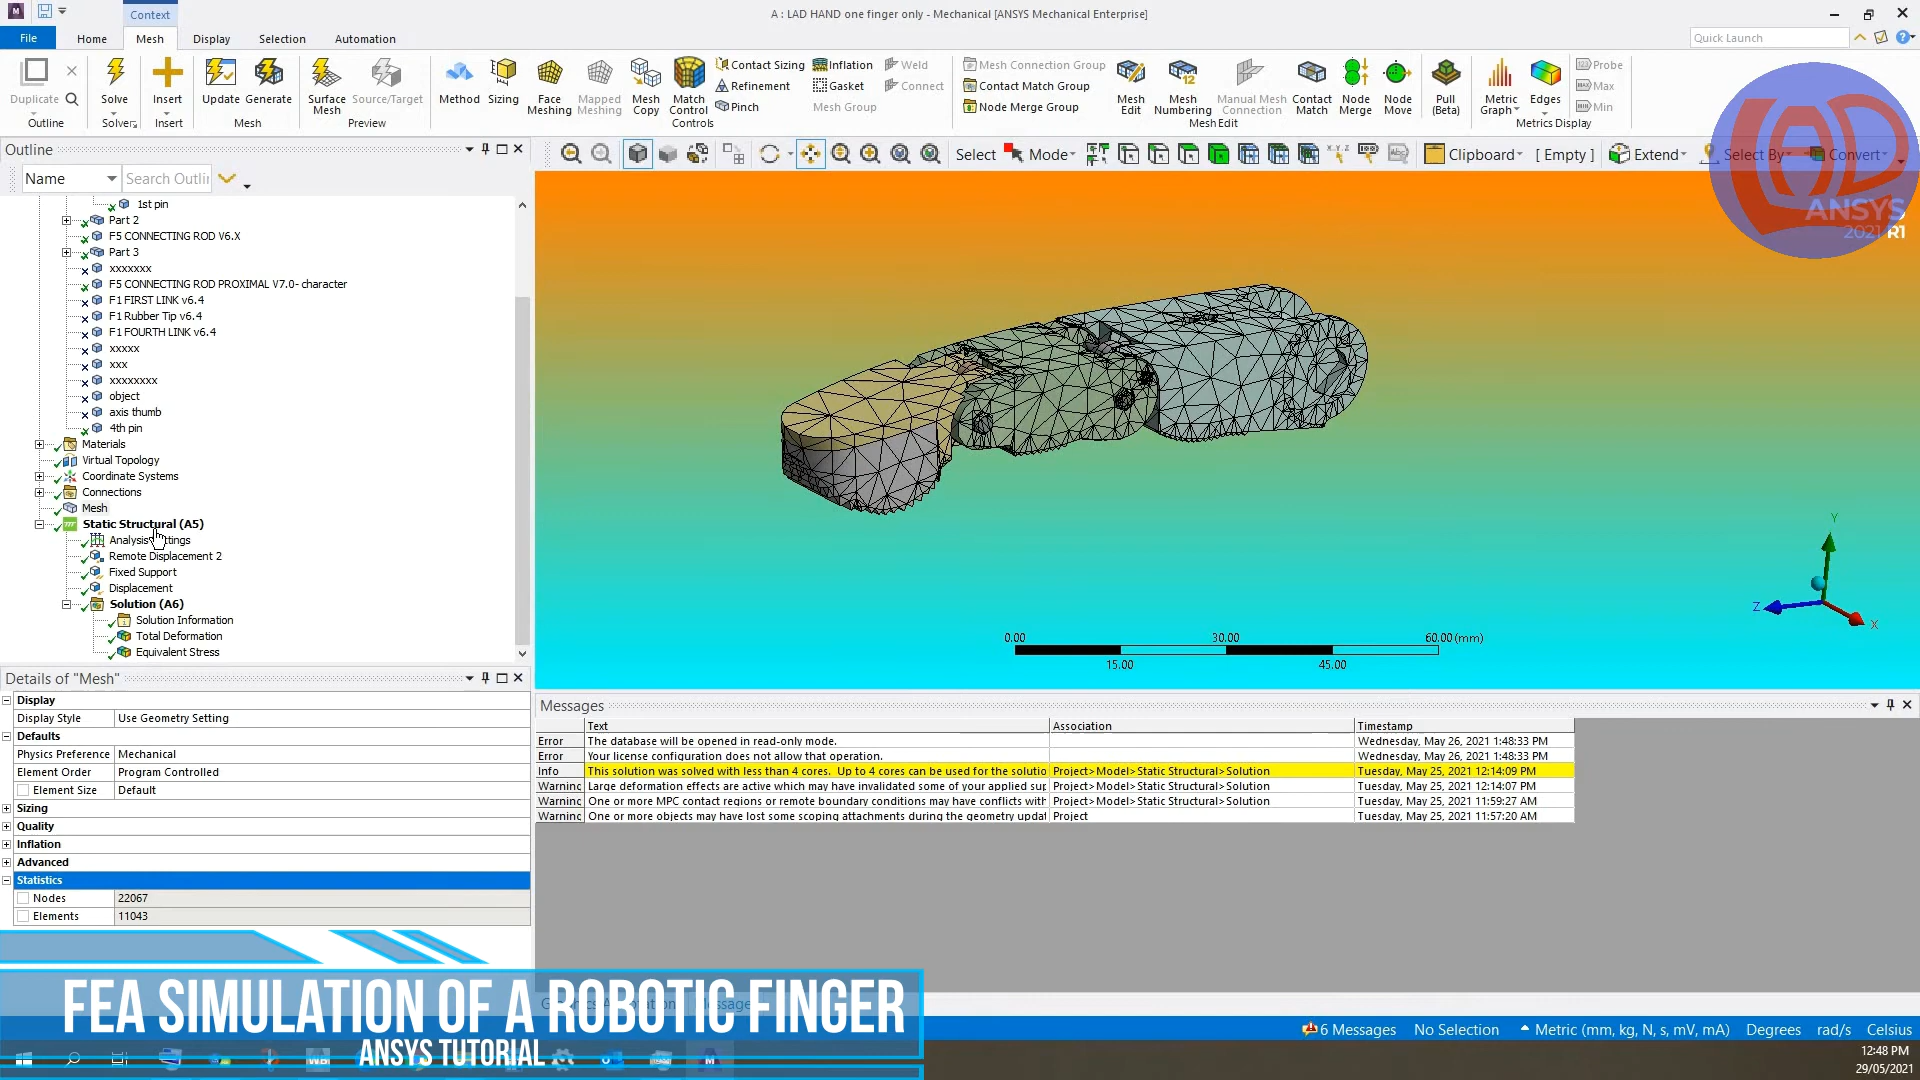 Context
A : LAD HAND one finger only - Mechanical [ANSYS Mechanical Enterprise]
File Home Mesh Display Selection Automation
Quick Launch
Duplicate
Solve
Insert
Update Generate
Surface Mesh
Source/Target
Method Sizing
Face Meshing
Mapped Meshing
Mesh Copy
Match Control
Contact Sizing
Refinement
Pinch
Inflation
Gasket
Mesh Group
Weld
Connect
Mesh Connection Group
Contact Match Group
Node Merge Group
Mesh Edit
Mesh Numbering
Manual Mesh Connection
Contact Match
Node Merge
Node Move
Pull (Beta)
Metric Graph
Edges
Probe
Max
Min
Outline Solver Insert Mesh Preview Controls Mesh Edit Metrics Display
Outline
Name Search Outlin
Select Mode Clipboard [ Empty ] Extend Select By Convert
1st pin
Part 2
F5 CONNECTING ROD V6.X
Part 3
xxxxxxx
F5 CONNECTING ROD PROXIMAL V7.0- character
F1 FIRST LINK v6.4
F1 Rubber Tip v6.4
F1 FOURTH LINK v6.4
xxxxx
xxx
xxxxxxxx
object
axis thumb
4th pin
Materials
Virtual Topology
Coordinate Systems
Connections
Mesh
Static Structural (A5)
Remote Displacement 2
Fixed Support
Displacement
Solution (A6)
Solution Information
Total Deformation
Equivalent Stress
LAD
ANSYS
2021 R1
0.00 30.00 60.00 (mm)
15.00 45.00
Y
Z
X
Details of "Mesh"
Display
Display Style Use Geometry Setting
Defaults
Physics Preference Mechanical
Element Order Program Controlled
Element Size Default
Sizing
Quality
Inflation
Advanced
Statistics
Nodes 22067
Elements 11043
Messages
Text Association Timestamp
Error The database will be opened in read-only mode. Wednesday, May 26, 2021 1:48:33 PM
Error Your license configuration does not allow that operation. Wednesday, May 26, 2021 1:48:33 PM
Info This solution was solved with less than 4 cores. Up to 4 cores can be used for the solutio Project>Model>Static Structural>Solution Tuesday, May 25, 2021 12:14:09 PM
Warninc Large deformation effects are active which may have invalidated some of your applied sup Project>Model>Static Structural>Solution Tuesday, May 25, 2021 12:14:07 PM
Warninc One or more MPC contact regions or remote boundary conditions may have conflicts with Project>Model>Static Structural>Solution Tuesday, May 25, 2021 11:59:27 AM
Warninc One or more objects may have lost some scoping attachments during the geometry updat Project Tuesday, May 25, 2021 11:57:20 AM
FEA SIMULATION OF A ROBOTIC FINGER
ANSYS TUTORIAL
6 Messages No Selection Metric (mm, kg, N, s, mV, mA) Degrees rad/s Celsius
12:48 PM
29/05/2021